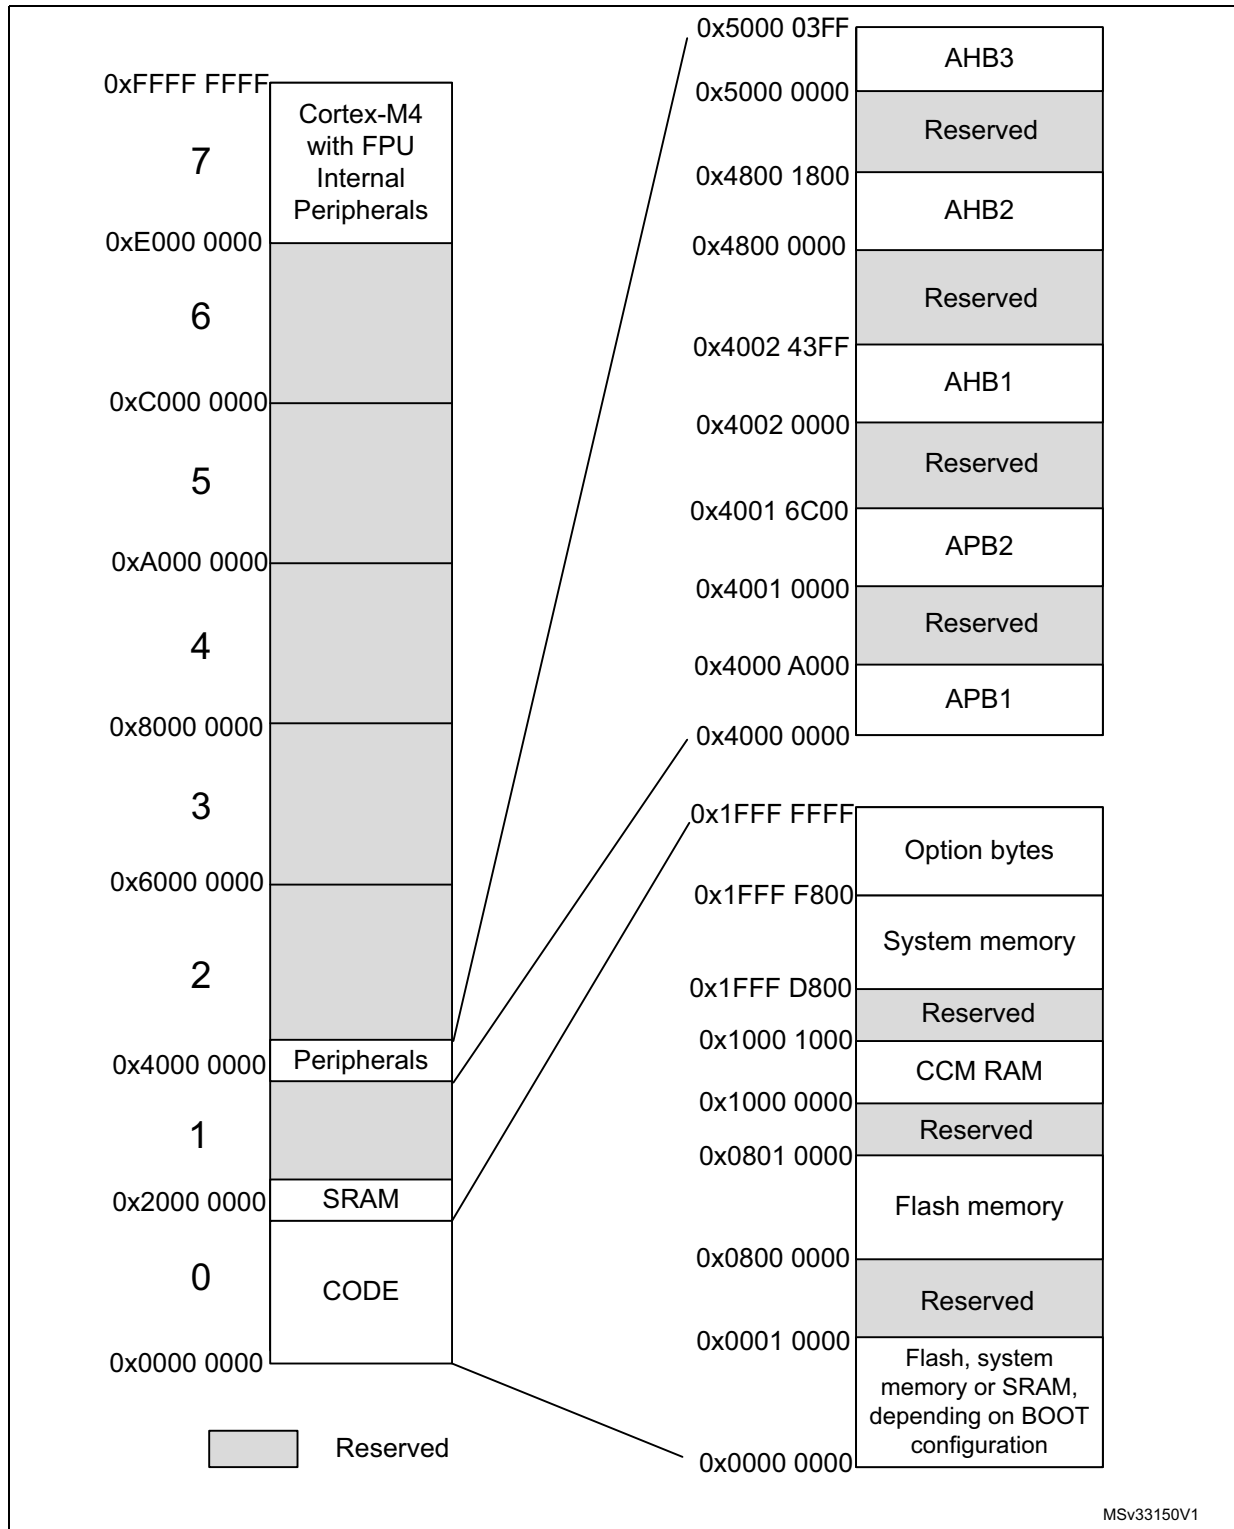 0xFFFF FFFF
Cortex-M4
with FPU
Internal
Peripherals
7
0xE000 0000
6
0xC000 0000
5
0xA000 0000
4
0x8000 0000
3
0x6000 0000
2
0x4000 0000
Peripherals
1
0x2000 0000
SRAM
0
CODE
0x0000 0000
Reserved
0x5000 03FF
AHB3
0x5000 0000
Reserved
0x4800 1800
AHB2
0x4800 0000
Reserved
0x4002 43FF
AHB1
0x4002 0000
Reserved
0x4001 6C00
APB2
0x4001 0000
Reserved
0x4000 A000
APB1
0x4000 0000
0x1FFF FFFF
Option bytes
0x1FFF F800
System memory
0x1FFF D800
Reserved
0x1000 1000
CCM RAM
0x1000 0000
Reserved
0x0801 0000
Flash memory
0x0800 0000
Reserved
0x0001 0000
Flash, system
memory or SRAM,
depending on BOOT
configuration
0x0000 0000
MSv33150V1